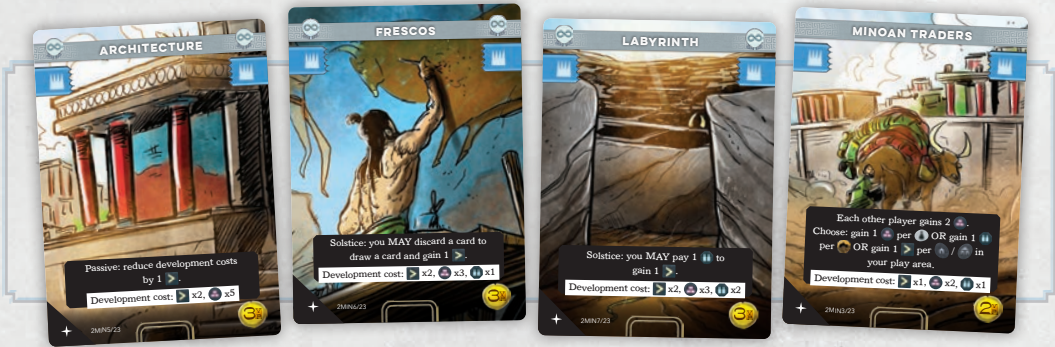 ARCHITECTURE
Passive: reduce development costs
by 1 .
Development cost: x2, x5
3
2MIN5/23
FRESCOS
Solstice: you MAY discard a card to
draw a card and gain 1 .
Development cost: x2, x3, x1
3
2MIN6/23
LABYRINTH
Solstice: you MAY pay 1 to
gain 1 .
Development cost: x2, x3, x2
3
2MIN7/23
MINOAN TRADERS
Each other player gains 2 .
Choose: gain 1 per OR gain 1
per OR gain 1 per / in
your play area.
Development cost: x1, x2, x1
2
2MIN3/23